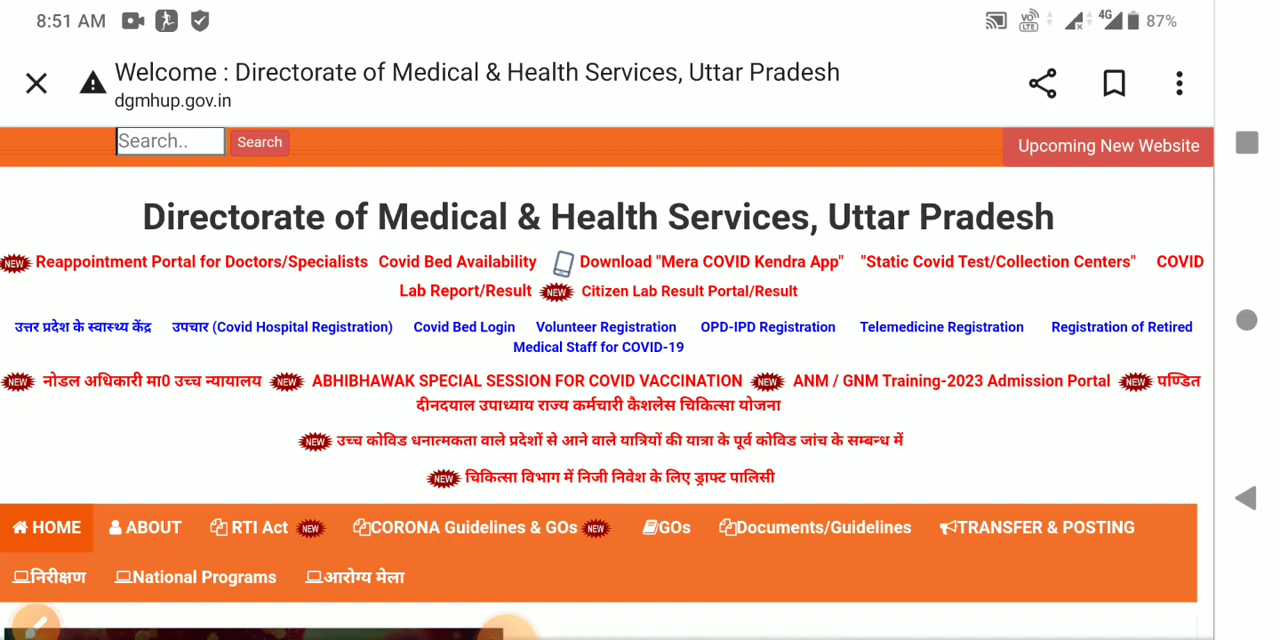 8:51 AM VO LTE 4G 87%
Welcome : Directorate of Medical & Health Services, Uttar Pradesh
dgmhup.gov.in
Search.. Search Upcoming New Website
Directorate of Medical & Health Services, Uttar Pradesh
NEW Reappointment Portal for Doctors/Specialists Covid Bed Availability Download "Mera COVID Kendra App" "Static Covid Test/Collection Centers" COVID
Lab Report/Result NEW Citizen Lab Result Portal/Result
उत्तर प्रदेश के स्वास्थ्य केंद्र उपचार (Covid Hospital Registration) Covid Bed Login Volunteer Registration OPD-IPD Registration Telemedicine Registration Registration of Retired
Medical Staff for COVID-19
NEW नोडल अधिकारी मा0 उच्च न्यायालय NEW ABHIBHAWAK SPECIAL SESSION FOR COVID VACCINATION NEW ANM / GNM Training-2023 Admission Portal NEW पण्डित
दीनदयाल उपाध्याय राज्य कर्मचारी कैशलेस चिकित्सा योजना
NEW उच्च कोविड धनात्मकता वाले प्रदेशों से आने वाले यात्रियों की यात्रा के पूर्व कोविड जांच के सम्बन्ध में
NEW चिकित्सा विभाग में निजी निवेश के लिए ड्राफ्ट पालिसी
HOME ABOUT RTI Act NEW CORONA Guidelines & GOs NEW GOs Documents/Guidelines TRANSFER & POSTING
निरीक्षण National Programs आरोग्य मेला